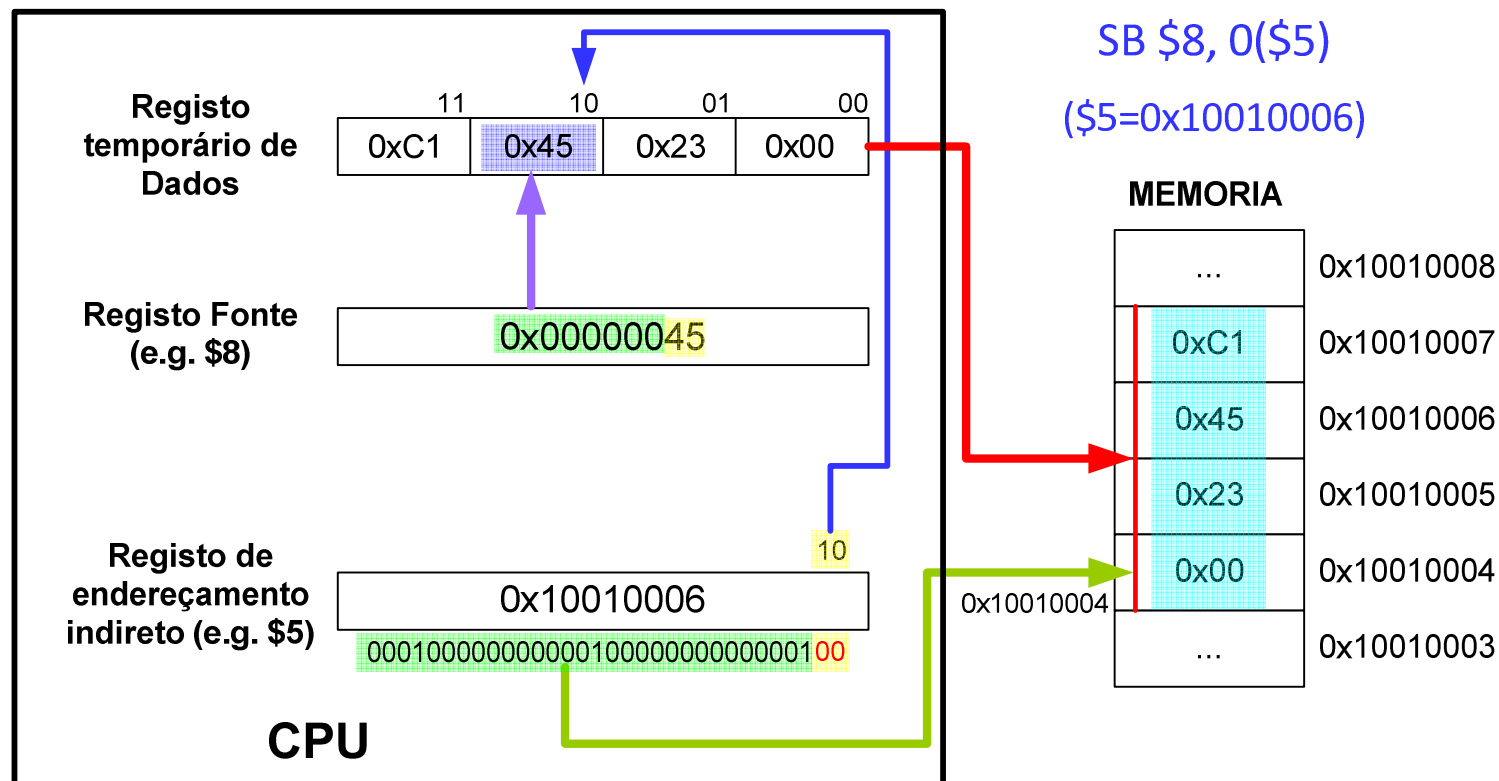 SB $8, 0($5)
($5=0x10010006)
11 10 01 00
Registo
temporário de
Dados
0xC1 0x45 0x23 0x00
Registo Fonte
(e.g. $8)
0x00000045
10
Registo de
endereçamento
indireto (e.g. $5)
0x10010006
00010000000000010000000000000100
CPU
MEMORIA
... 0x10010008
0xC1 0x10010007
0x45 0x10010006
0x23 0x10010005
0x00 0x10010004
0x10010004
... 0x10010003